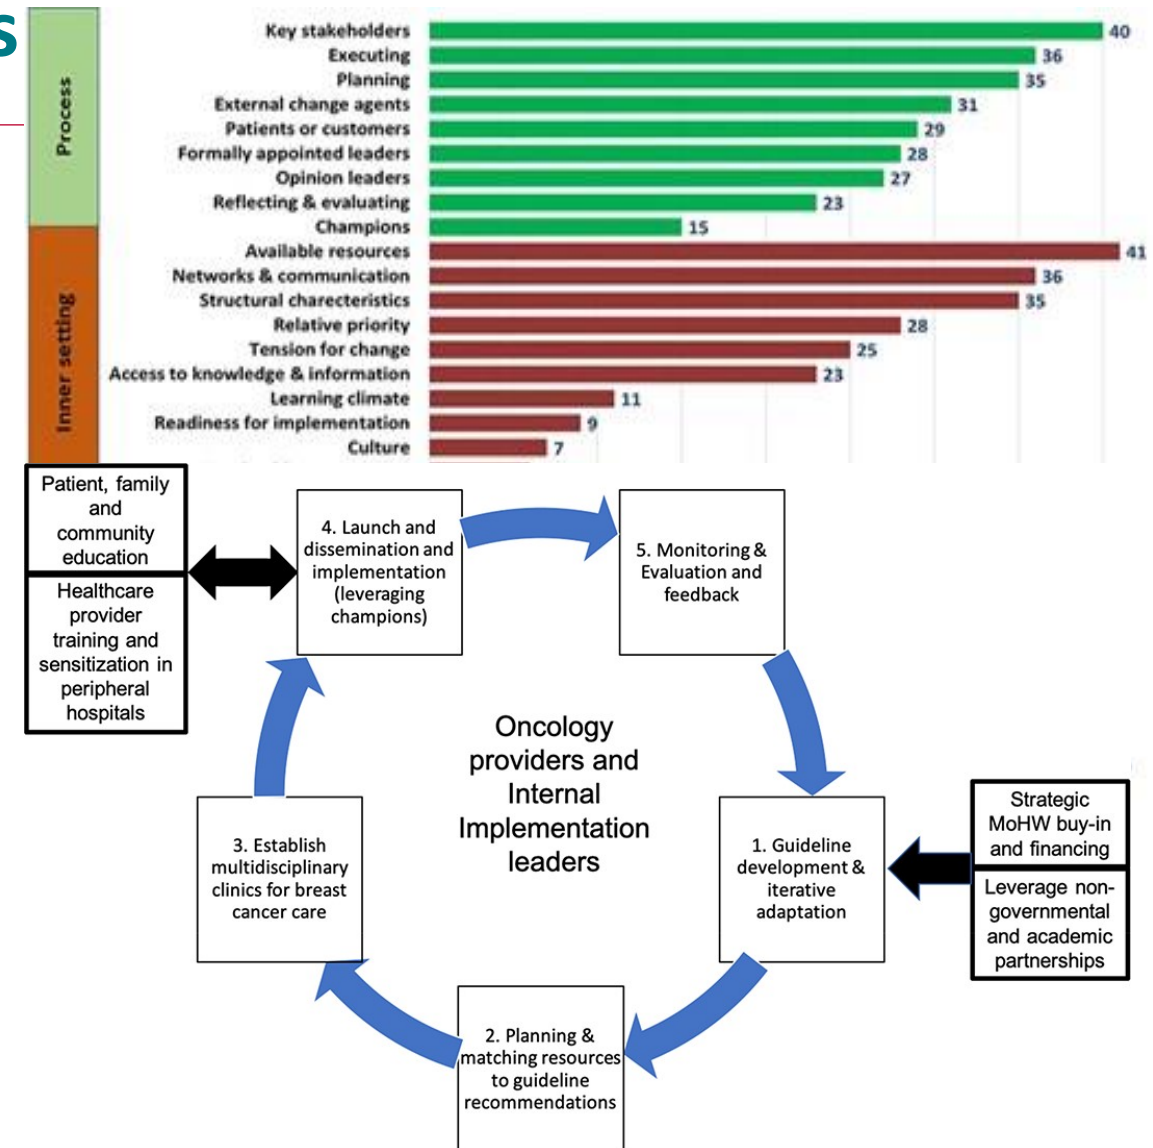 s
Process
Key stakeholders 40
Executing 36
Planning 35
External change agents 31
Patients or customers 29
Formally appointed leaders 28
Opinion leaders 27
Reflecting & evaluating 23
Champions 15
Inner setting
Available resources 41
Networks & communication 36
Structural charecteristics 35
Relative priority 28
Tension for change 25
Access to knowledge & information 23
Learning climate 11
Readiness for implementation 9
Culture 7
Patient, family
and
community
education
Healthcare
provider
training and
sensitization in
peripheral
hospitals
4. Launch and
dissemination and
implementation
(leveraging
champions)
5. Monitoring &
Evaluation and
feedback
Oncology
providers and
Internal
Implementation
leaders
3. Establish
multidisciplinary
clinics for breast
cancer care
1. Guideline
development &
iterative
adaptation
Strategic
MoHW buy-in
and financing
Leverage non-
governmental
and academic
partnerships
2. Planning &
matching resources
to guideline
recommendations